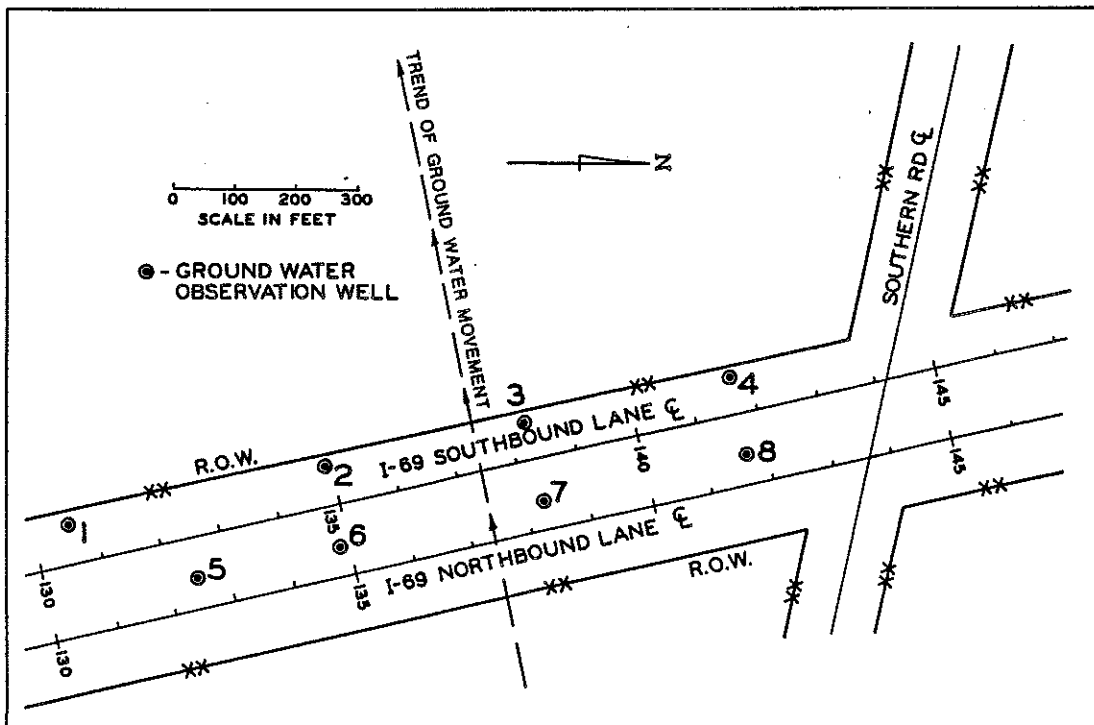 TREND OF GROUND WATER MOVEMENT
N
SOUTHERN RD ℄
0 100 200 300
SCALE IN FEET
- GROUND WATER
OBSERVATION WELL
3
4
145
R.O.W.
2
I-69 SOUTHBOUND LANE ℄
140
8
145
1
135
7
6
5
I-69 NORTHBOUND LANE ℄
R.O.W.
130
135
130